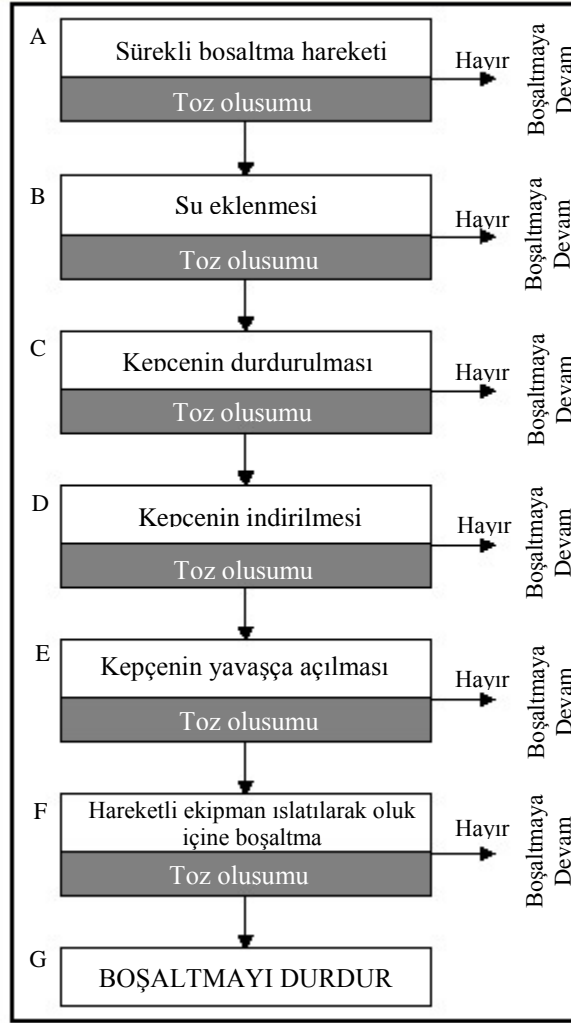 A
Sürekli bosaltma hareketi
Toz olusumu
Hayır
Boşaltmaya
Devam
B
Su eklenmesi
Toz olusumu
Hayır
Boşaltmaya
Devam
C
Kepcenin durdurulması
Toz olusumu
Hayır
Boşaltmaya
Devam
D
Kepcenin indirilmesi
Toz olusumu
Hayır
Boşaltmaya
Devam
E
Kepçenin yavaşça açılması
Toz olusumu
Hayır
Boşaltmaya
Devam
F
Hareketli ekipman ıslatılarak oluk
içine boşaltma
Toz olusumu
Hayır
Boşaltmaya
Devam
G
BOŞALTMAYI DURDUR